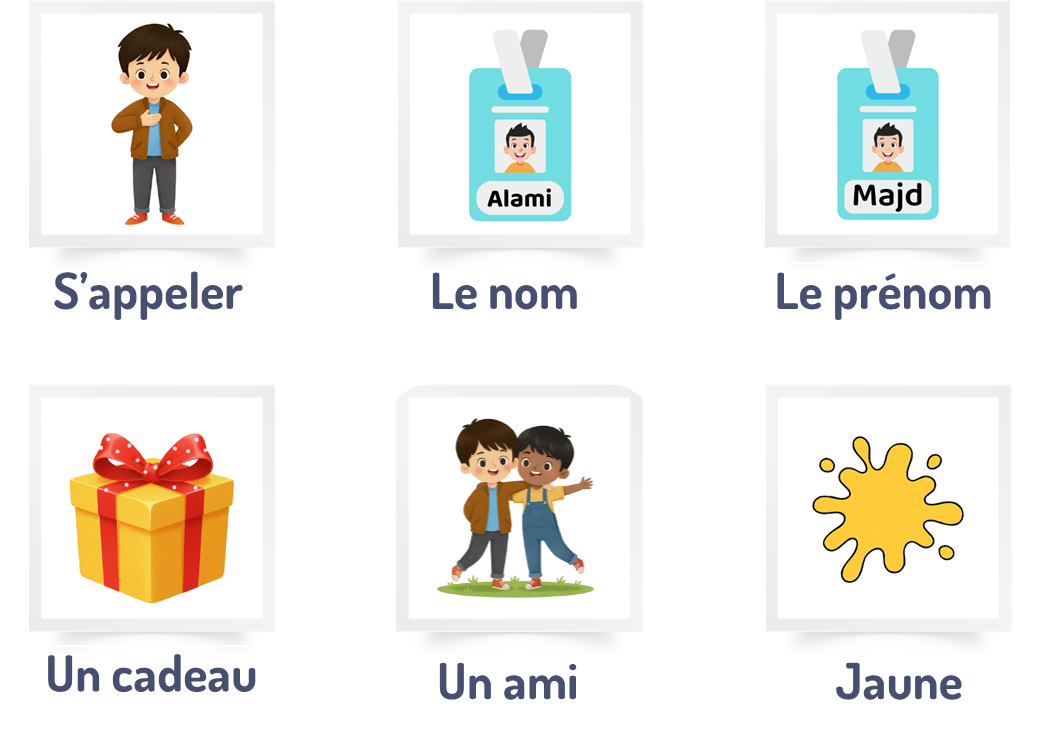 Alami
Majd
S'appeler
Le nom
Le prénom
Un cadeau
Un ami
Jaune